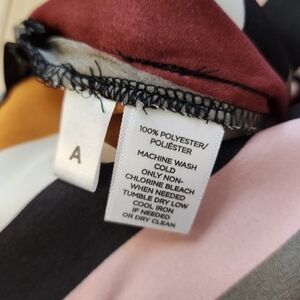 A
100% POLYESTER/
POLIÉSTER
MACHINE WASH
COLD
ONLY NON-
CHLORINE BLEACH
WHEN NEEDED
TUMBLE DRY LOW
COOL IRON
IF NEEDED
OR DRY CLEAN